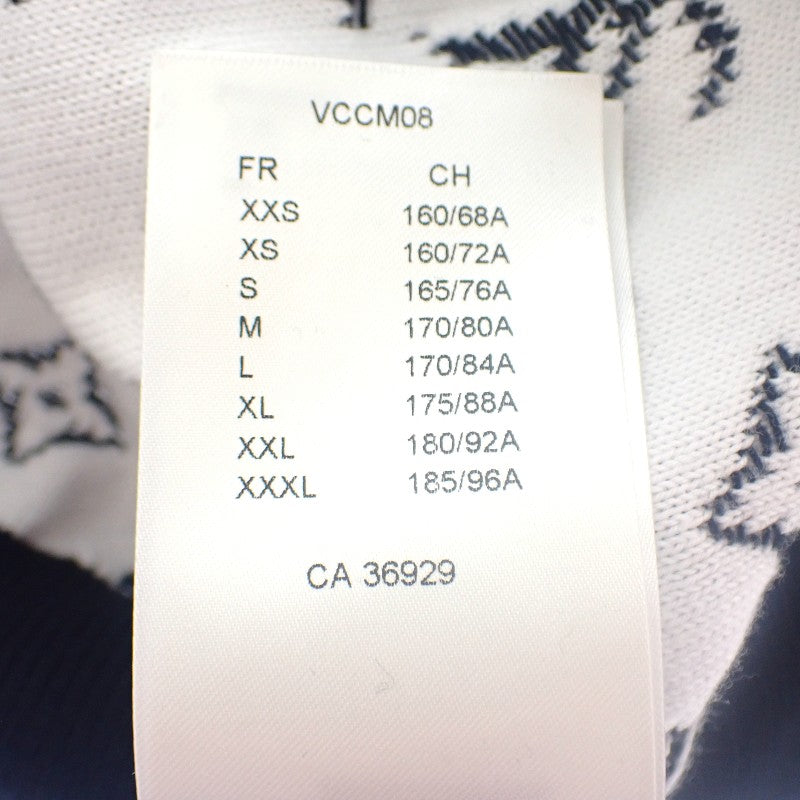 VCCM08
FR CH
XXS 160/68A
XS 160/72A
S 165/76A
M 170/80A
L 170/84A
XL 175/88A
XXL 180/92A
XXXL 185/96A
CA 36929